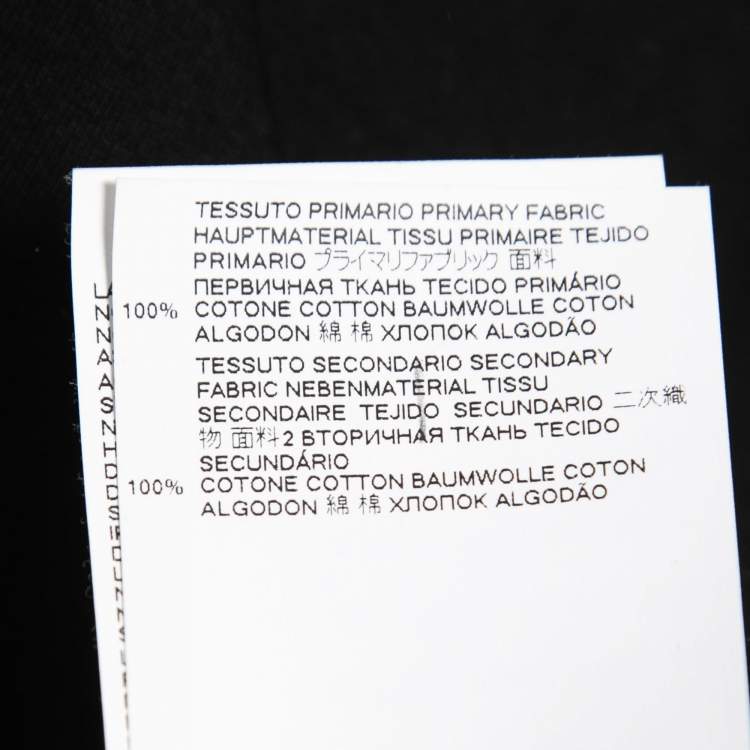 TESSUTO PRIMARIO PRIMARY FABRIC
HAUPTMATERIAL TISSU PRIMAIRE TEJIDO
PRIMARIO プライマリファブリック 面料
ПЕРВИЧНАЯ ТКАНЬ TECIDO PRIMÁRIO
100% COTONE COTTON BAUMWOLLE COTON
ALGODON 綿 棉 ХЛОПОК ALGODÃO
TESSUTO SECONDARIO SECONDARY
FABRIC NEBENMATERIAL TISSU
SECONDAIRE TEJIDO SECUNDARIO 二次織
物 面料2 ВТОРИЧНАЯ ТКАНЬ TECIDO
SECUNDÁRIO
100% COTONE COTTON BAUMWOLLE COTON
ALGODON 綿 棉 ХЛОПОК ALGODÃO